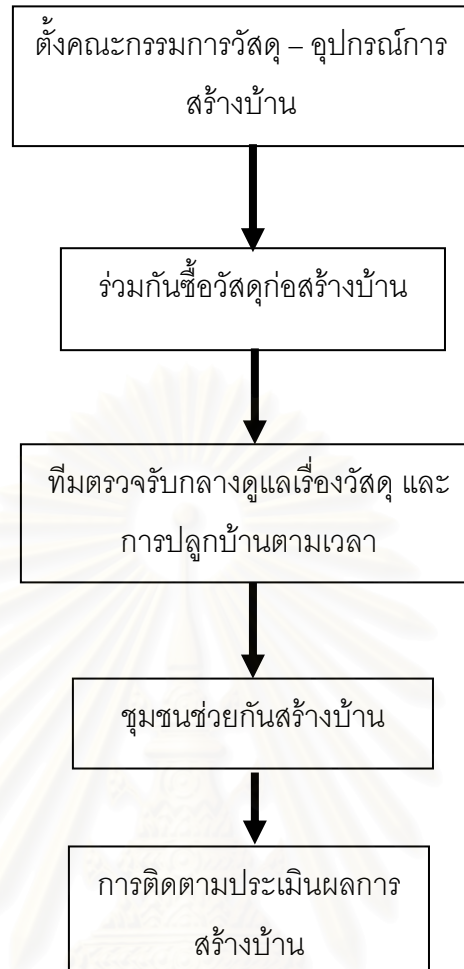 ตั้งคณะกรรมการวัสดุ – อุปกรณ์การ
สร้างบ้าน
ร่วมกันซื้อวัสดุก่อสร้างบ้าน
ทีมตรวจรับกลางดูแลเรื่องวัสดุ และ
การปลูกบ้านตามเวลา
ชุมชนช่วยกันสร้างบ้าน
การติดตามประเมินผลการ
สร้างบ้าน